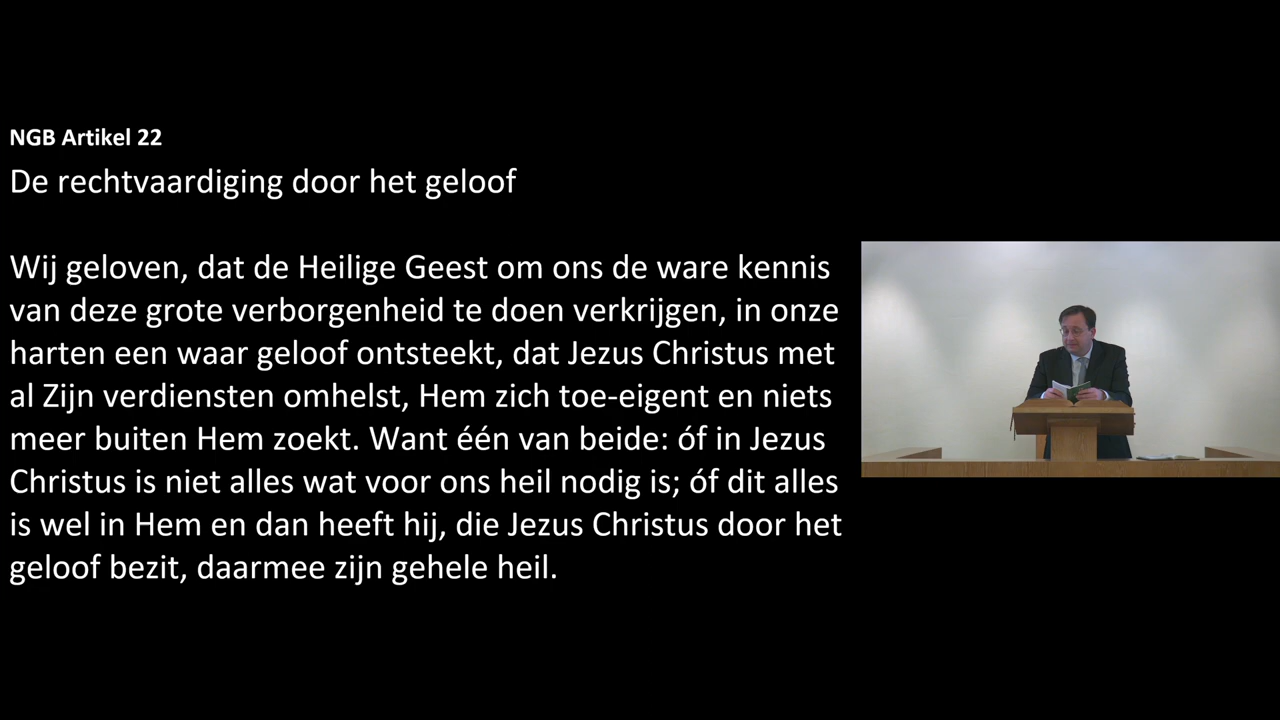 NGB Artikel 22
De rechtvaardiging door het geloof
Wij geloven, dat de Heilige Geest om ons de ware kennis
van deze grote verborgenheid te doen verkrijgen, in onze
harten een waar geloof ontsteekt, dat Jezus Christus met
al Zijn verdiensten omhelst, Hem zich toe-eigent en niets
meer buiten Hem zoekt. Want één van beide: óf in Jezus
Christus is niet alles wat voor ons heil nodig is; óf dit alles
is wel in Hem en dan heeft hij, die Jezus Christus door het
geloof bezit, daarmee zijn gehele heil.